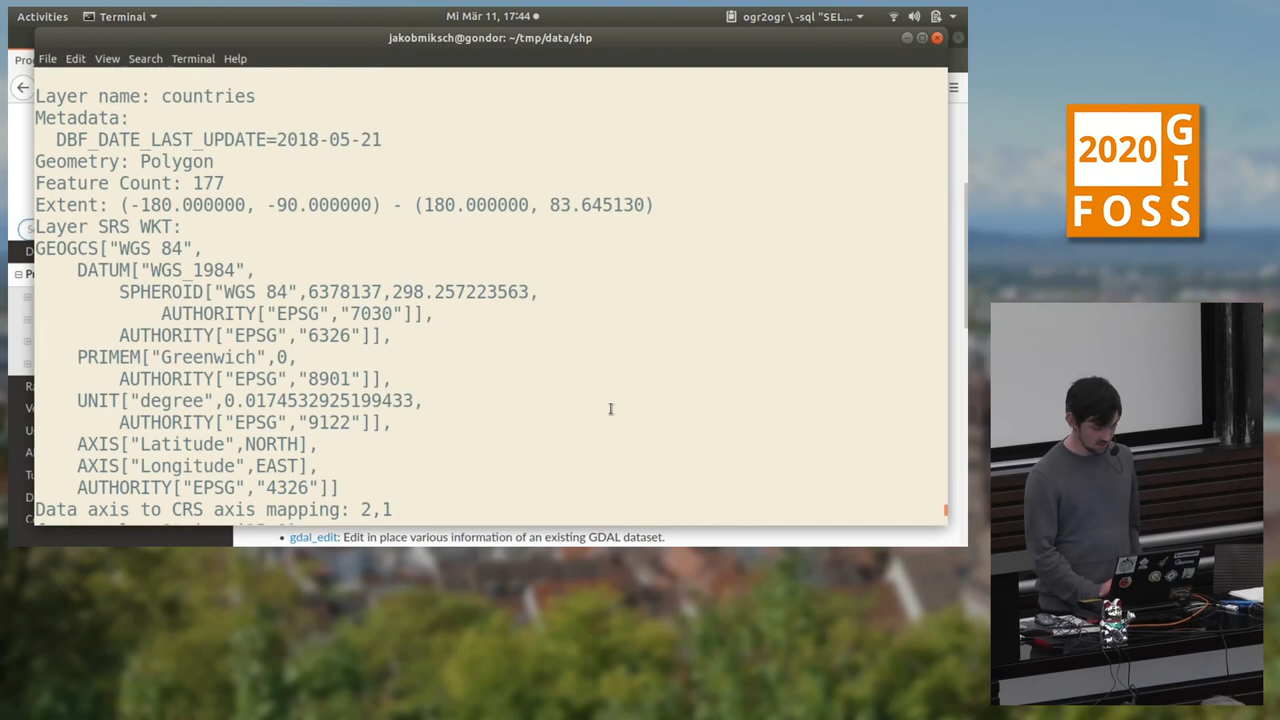 Activities
Terminal
Mi Mär 11, 17:44
ogr2ogr \ -sql "SEL...
jakobmiksch@gondor: ~/tmp/data/shp
File Edit View Search Terminal Help
Layer name: countries
Metadata:
DBF_DATE_LAST_UPDATE=2018-05-21
Geometry: Polygon
Feature Count: 177
Extent: (-180.000000, -90.000000) - (180.000000, 83.645130)
Layer SRS WKT:
GEOGCS["WGS 84",
DATUM["WGS_1984",
SPHEROID["WGS 84",6378137,298.257223563,
AUTHORITY["EPSG","7030"]],
AUTHORITY["EPSG","6326"]],
PRIMEM["Greenwich",0,
AUTHORITY["EPSG","8901"]],
UNIT["degree",0.0174532925199433,
AUTHORITY["EPSG","9122"]],
AXIS["Latitude",NORTH],
AXIS["Longitude",EAST],
AUTHORITY["EPSG","4326"]]
Data axis to CRS axis mapping: 2,1
• gdal_edit: Edit in place various information of an existing GDAL dataset.
2020
GIS
FOSS